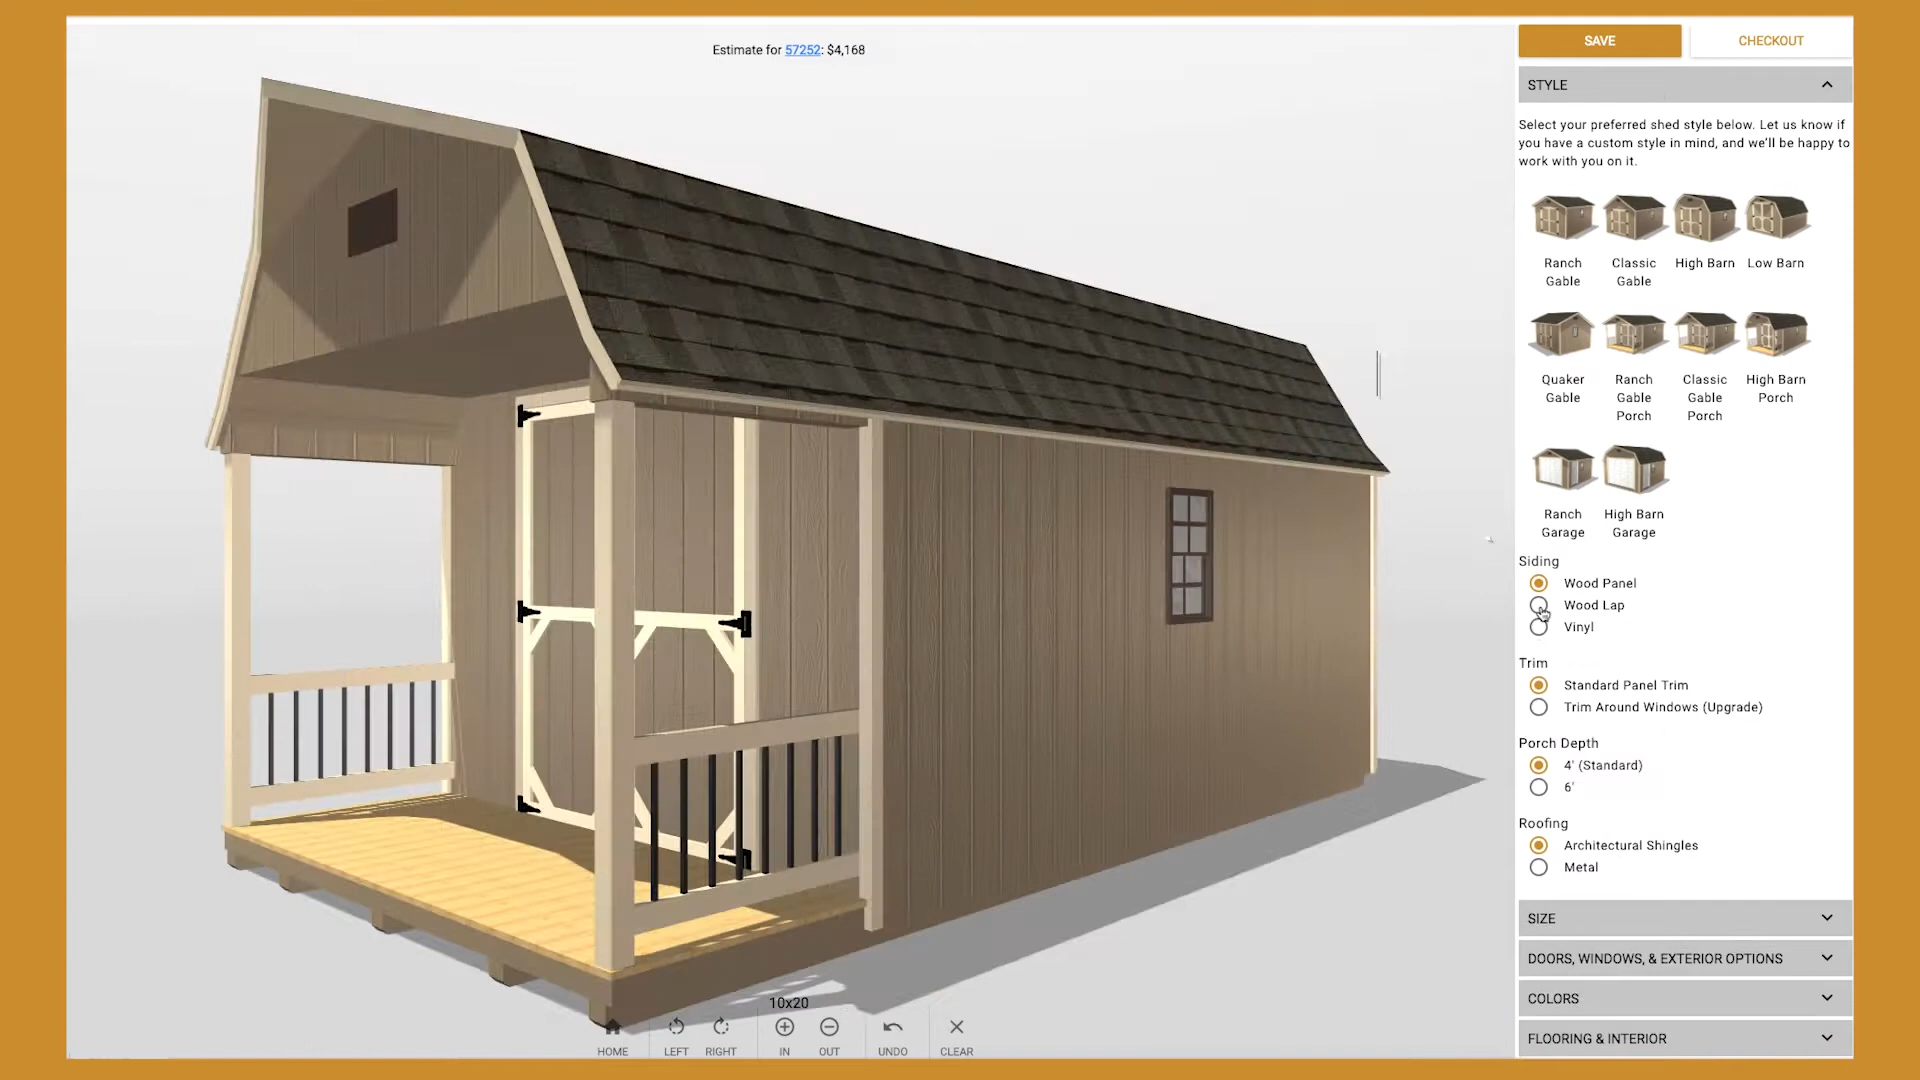 Estimate for 57252: $4,168
SAVE
CHECKOUT
STYLE
Select your preferred shed style below. Let us know if
you have a custom style in mind, and we'll be happy to
work with you on it.
Ranch
Gable
Classic
Gable
High Barn
Low Barn
Quaker
Gable
Ranch
Gable
Porch
Classic
Gable
Porch
High Barn
Porch
Ranch
Garage
High Barn
Garage
Siding
Wood Panel
Wood Lap
Vinyl
Trim
Standard Panel Trim
Trim Around Windows (Upgrade)
Porch Depth
4' (Standard)
6'
Roofing
Architectural Shingles
Metal
SIZE
DOORS, WINDOWS, & EXTERIOR OPTIONS
COLORS
FLOORING & INTERIOR
10x20
HOME
LEFT
RIGHT
IN
OUT
UNDO
CLEAR